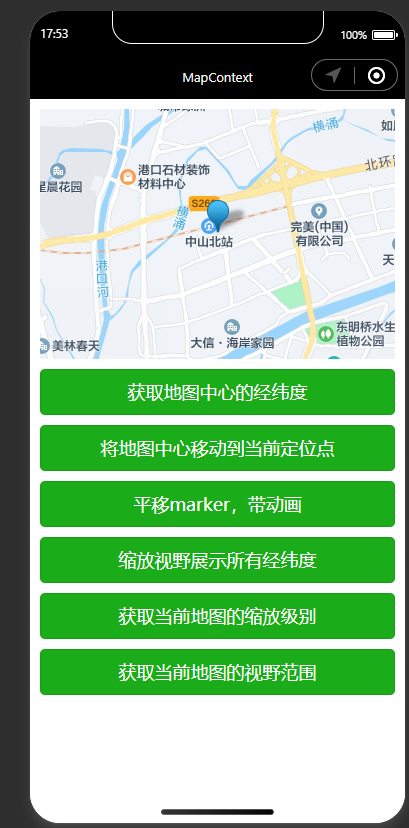 17:53
100%
MapContext
横涌
如
北环
港口石材装饰
材料中心
星晨花园
S26
横涌
中山北站
完美(中国)
有限公司
天
港口河
东明桥水生
植物公园
大信·海岸家园
美林春天
获取地图中心的经纬度
将地图中心移动到当前定位点
平移marker，带动画
缩放视野展示所有经纬度
获取当前地图的缩放级别
获取当前地图的视野范围